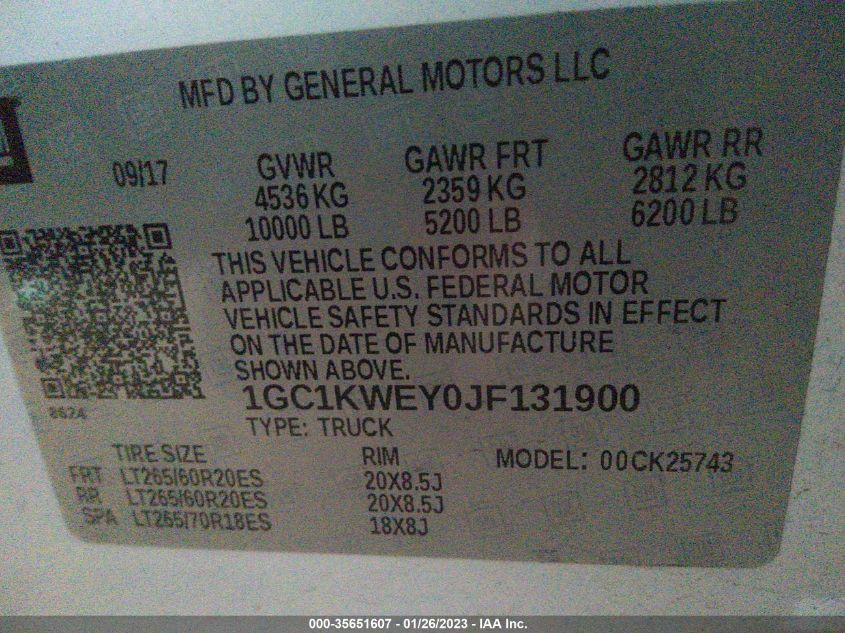 MFD BY GENERAL MOTORS LLC
09/17 GVWR GAWR FRT GAWR RR
4536 KG 2359 KG 2812 KG
10000 LB 5200 LB 6200 LB
THIS VEHICLE CONFORMS TO ALL
APPLICABLE U.S. FEDERAL MOTOR
VEHICLE SAFETY STANDARDS IN EFFECT
ON THE DATE OF MANUFACTURE
SHOWN ABOVE.
1GC1KWEY0JF131900
8624
TYPE: TRUCK
TIRE SIZE RIM MODEL: 00CK25743
FRT LT265/60R20ES 20X8.5J
RR LT265/60R20ES 20X8.5J
SPA LT265/70R18ES 18X8J
000-35651607 - 01/26/2023 - IAA Inc.